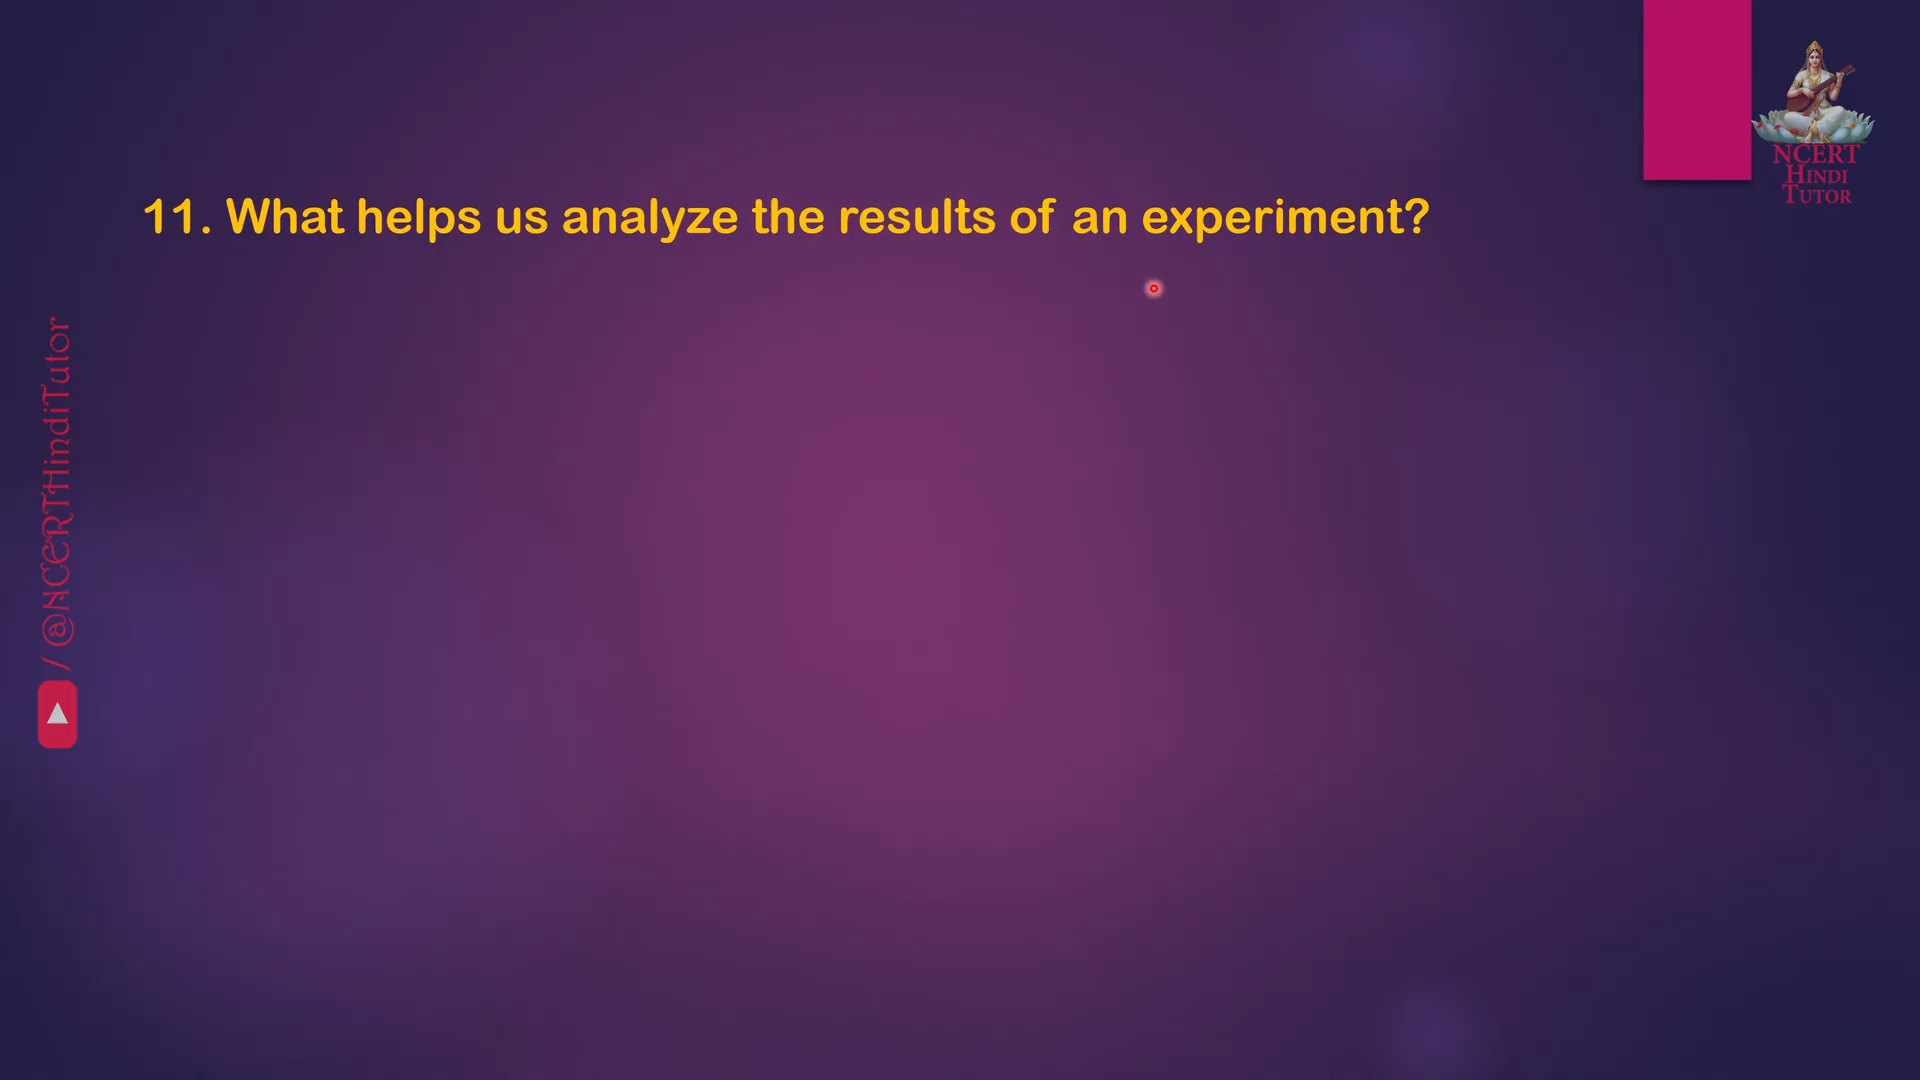 11. What helps us analyze the results of an experiment?
NCERT
HINDI
TUTOR
/ @NCERTHindiTutor